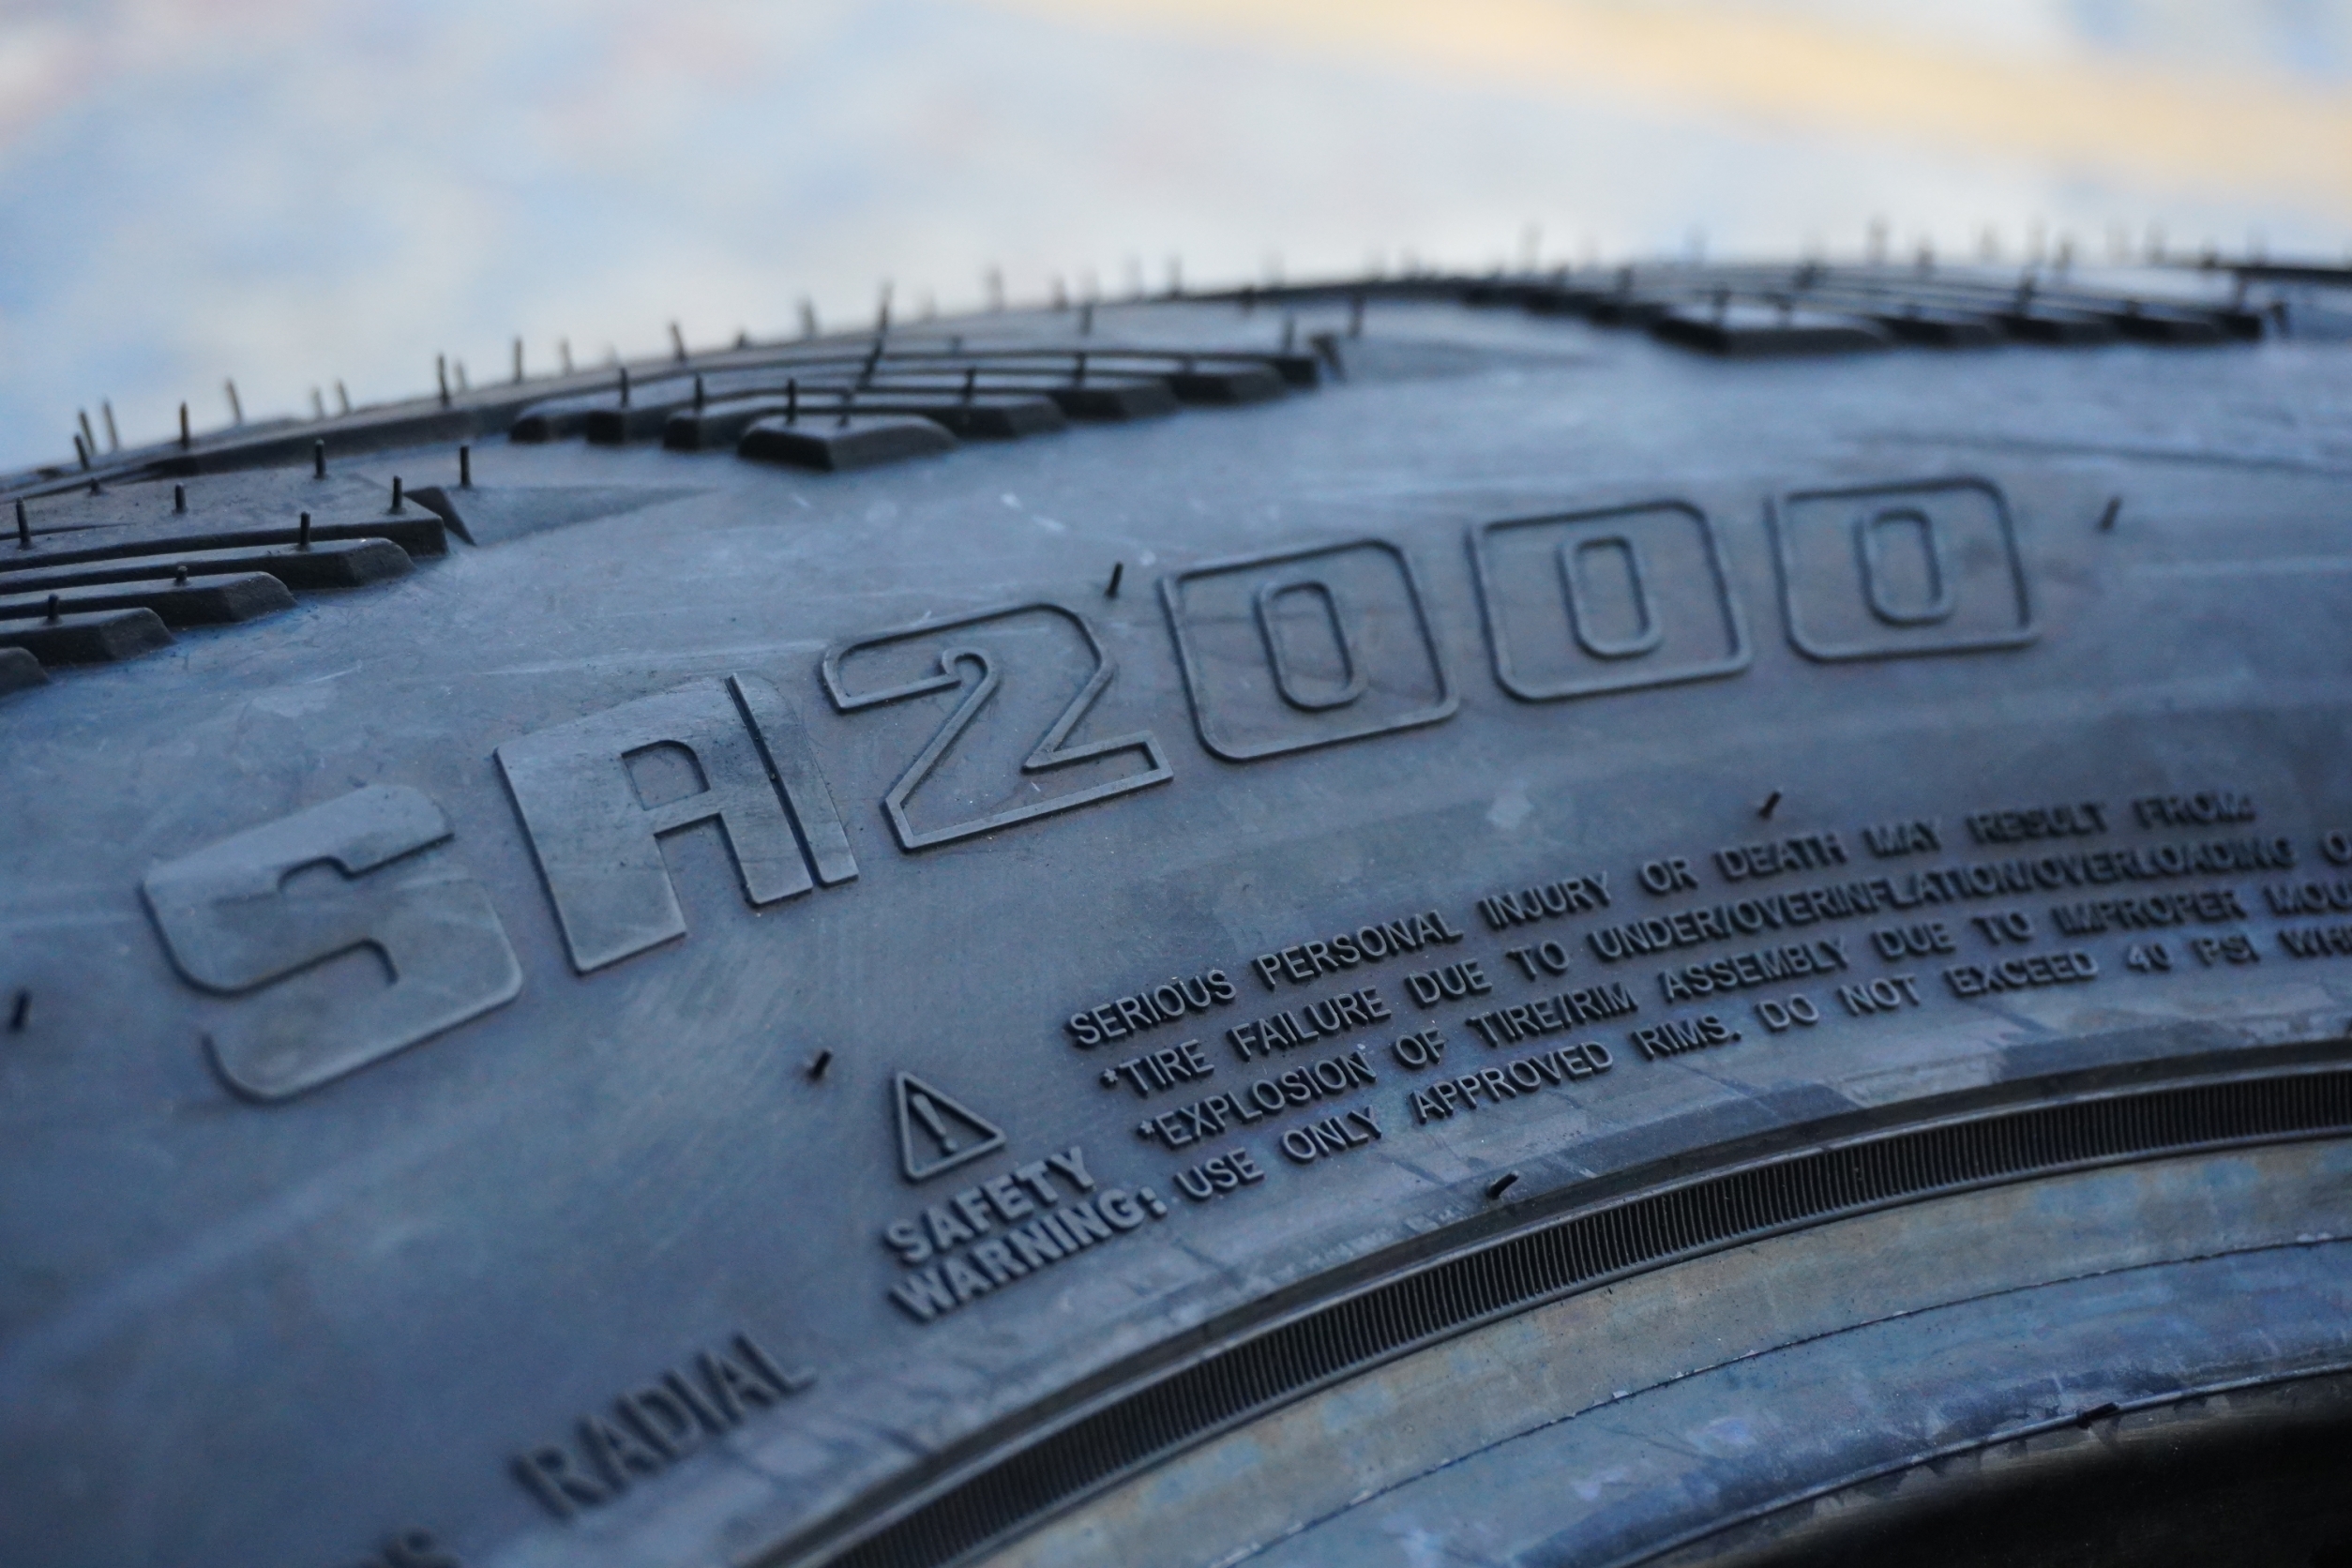 SA2000
SERIOUS PERSONAL INJURY OR DEATH MAY RESULT FROM:
*TIRE FAILURE DUE TO UNDER/OVERINFLATION/OVERLOADING
*EXPLOSION OF TIRE/RIM ASSEMBLY DUE TO IMPROPER
SAFETY
WARNING: USE ONLY APPROVED RIMS. DO NOT EXCEED 40 PSI
RADIAL